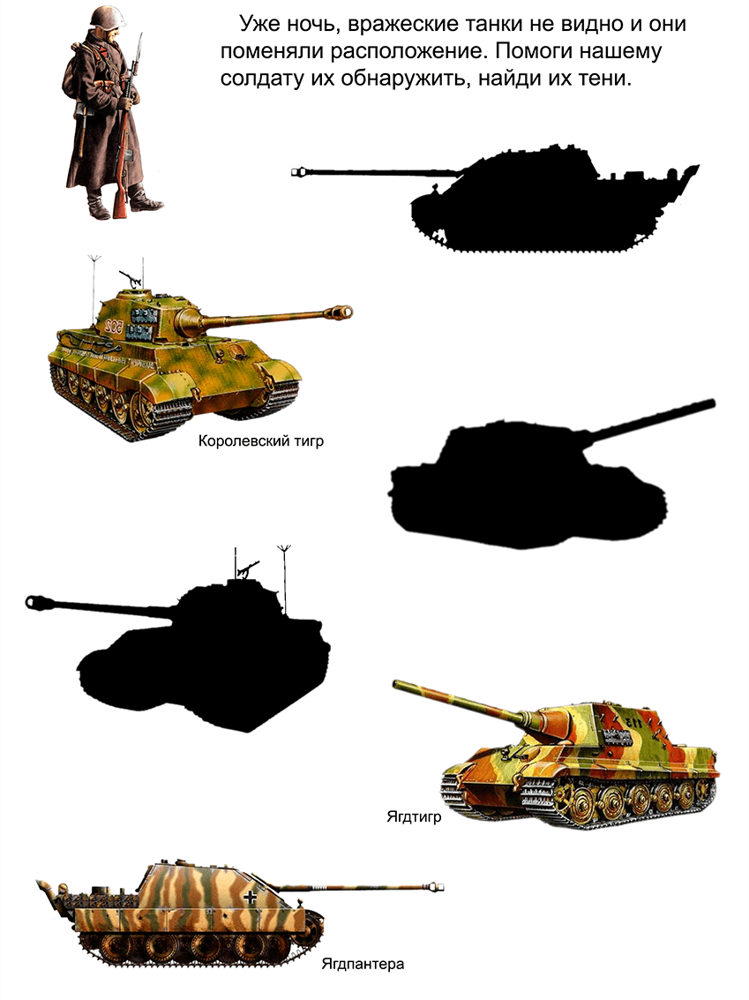 Уже ночь, вражеские танки не видно и они
поменяли расположение. Помоги нашему
солдату их обнаружить, найди их тени.
Королевский тигр
Ягдтигр
Ягдпантера